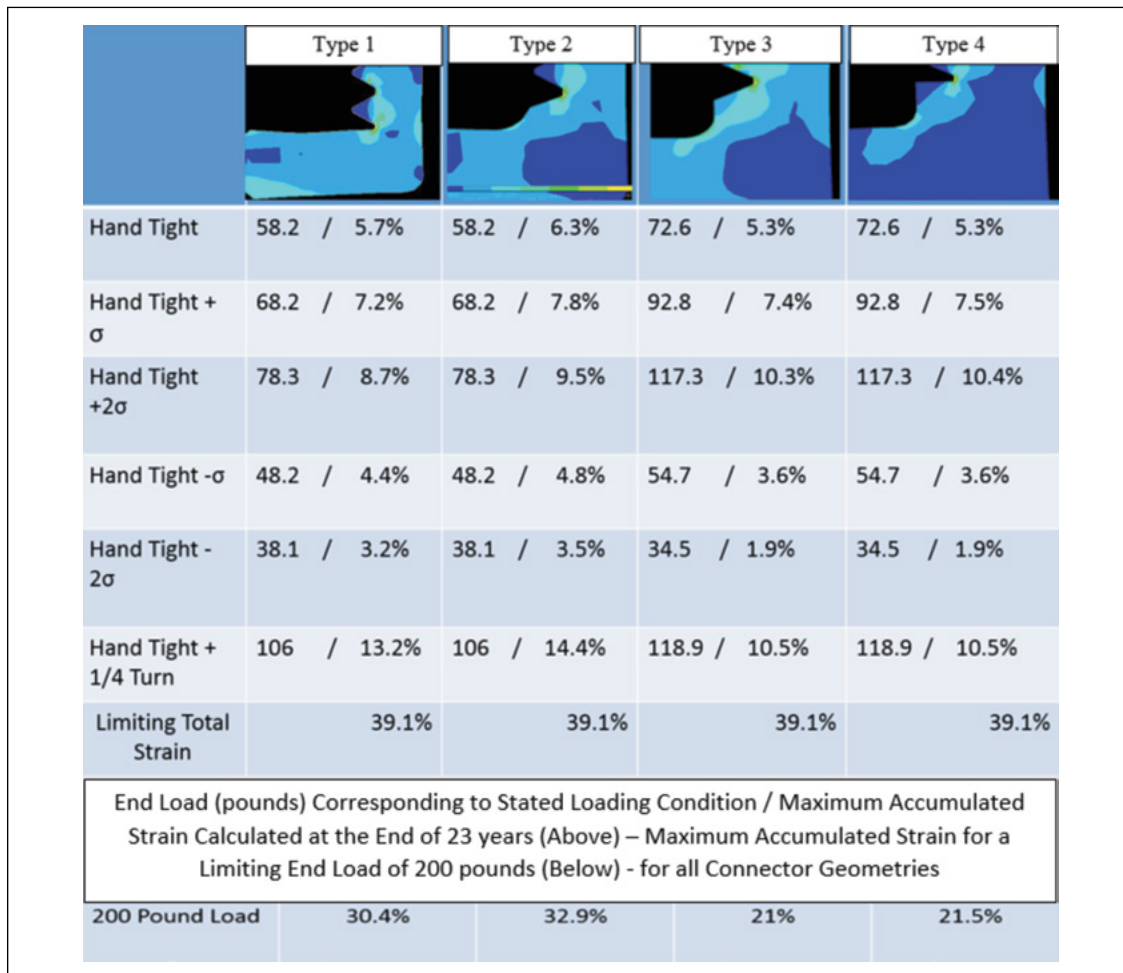 Type 1 Type 2 Type 3 Type 4
Hand Tight 58.2 / 5.7% 58.2 / 6.3% 72.6 / 5.3% 72.6 / 5.3%
Hand Tight + 68.2 / 7.2% 68.2 / 7.8% 92.8 / 7.4% 92.8 / 7.5%
σ
Hand Tight 78.3 / 8.7% 78.3 / 9.5% 117.3 / 10.3% 117.3 / 10.4%
+2σ
Hand Tight -σ 48.2 / 4.4% 48.2 / 4.8% 54.7 / 3.6% 54.7 / 3.6%
Hand Tight - 38.1 / 3.2% 38.1 / 3.5% 34.5 / 1.9% 34.5 / 1.9%
2σ
Hand Tight + 106 / 13.2% 106 / 14.4% 118.9 / 10.5% 118.9 / 10.5%
1/4 Turn
Limiting Total 39.1% 39.1% 39.1% 39.1%
Strain
End Load (pounds) Corresponding to Stated Loading Condition / Maximum Accumulated
Strain Calculated at the End of 23 years (Above) – Maximum Accumulated Strain for a
Limiting End Load of 200 pounds (Below) - for all Connector Geometries
200 Pound Load 30.4% 32.9% 21% 21.5%